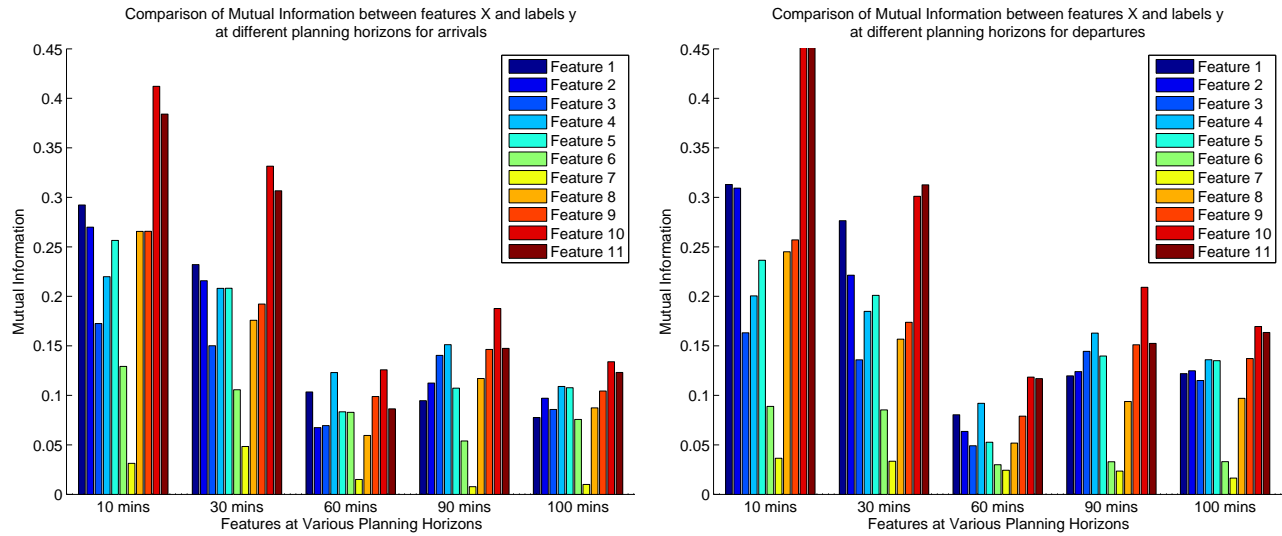 Comparison of Mutual Information between features X and labels y
at different planning horizons for arrivals
0.45
0.4
0.35
0.3
0.25
0.2
0.15
0.1
0.05
0
Mutual Information
Feature 1
Feature 2
Feature 3
Feature 4
Feature 5
Feature 6
Feature 7
Feature 8
Feature 9
Feature 10
Feature 11
10 mins 30 mins 60 mins 90 mins 100 mins
Features at Various Planning Horizons
Comparison of Mutual Information between features X and labels y
at different planning horizons for departures
0.45
0.4
0.35
0.3
0.25
0.2
0.15
0.1
0.05
0
Mutual Information
Feature 1
Feature 2
Feature 3
Feature 4
Feature 5
Feature 6
Feature 7
Feature 8
Feature 9
Feature 10
Feature 11
10 mins 30 mins 60 mins 90 mins 100 mins
Features at Various Planning Horizons